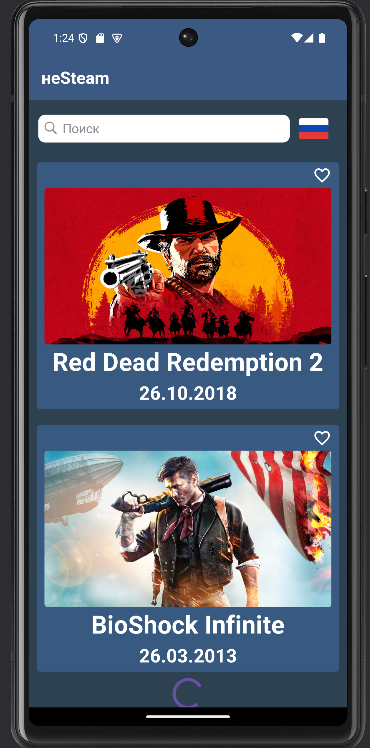 1:24
неSteam
Поиск
Red Dead Redemption 2
26.10.2018
BioShock Infinite
26.03.2013